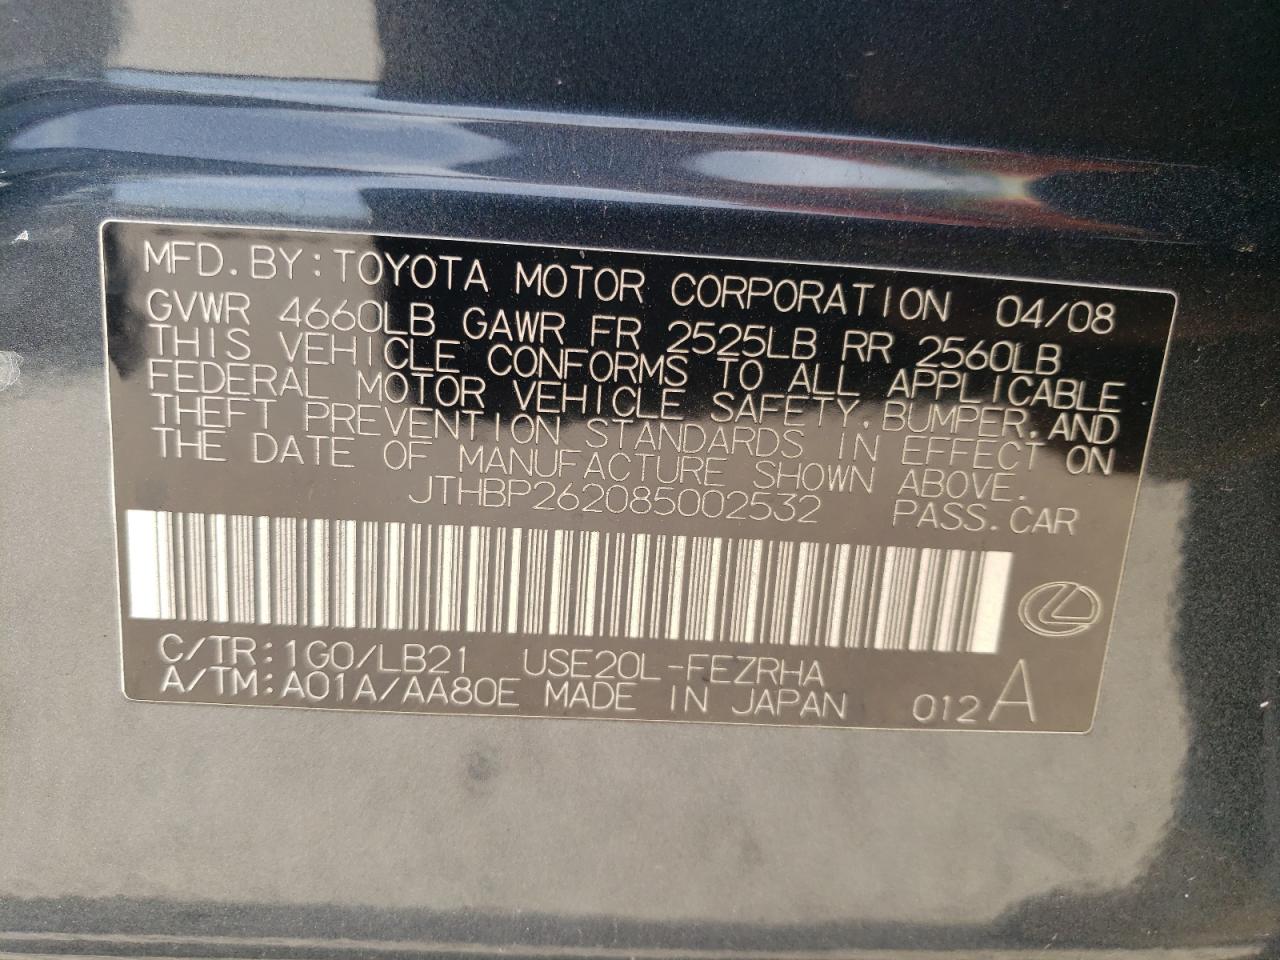 MFD. BY: TOYOTA MOTOR CORPORATION 04/08
GVWR 4660LB GAWR FR 2525LB RR 2560LB
THIS VEHICLE CONFORMS TO ALL APPLICABLE
FEDERAL MOTOR VEHICLE SAFETY, BUMPER, AND
THEFT PREVENTION STANDARDS IN EFFECT ON
THE DATE OF MANUFACTURE SHOWN ABOVE.
JTHBP262085002532 PASS. CAR
C/TR: 1G0/LB21 USE20L-FEZRHA
A/TM: A01A/AA80E MADE IN JAPAN 012 A